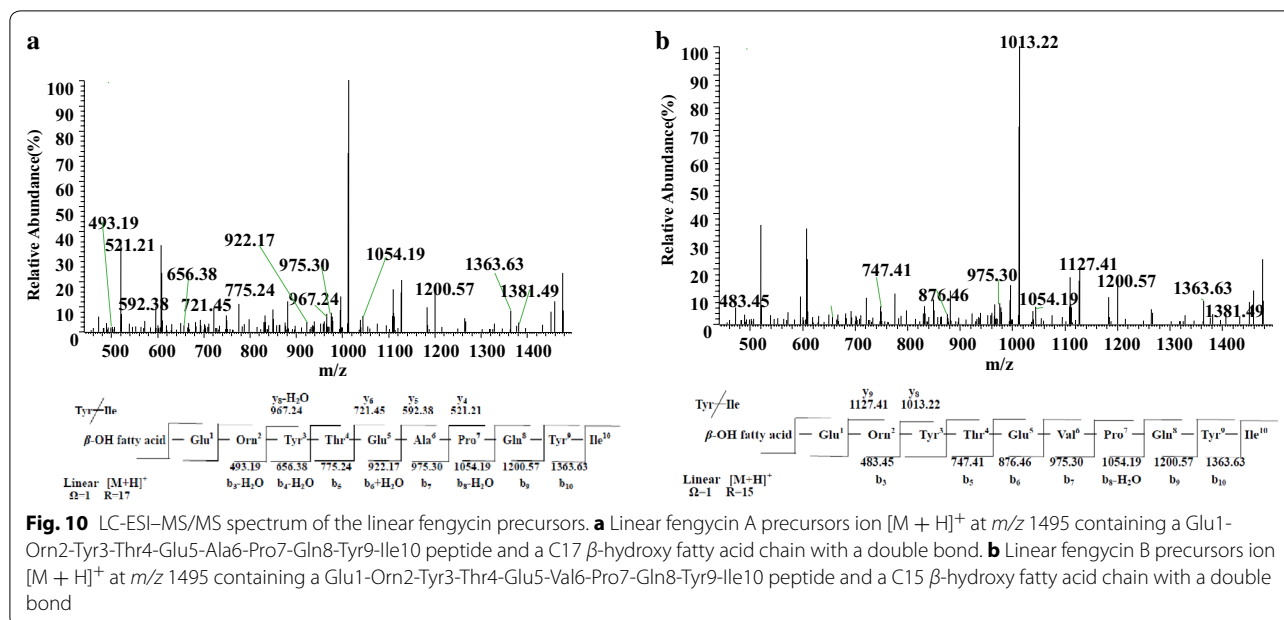 a
Relative Abundance(%)
100
90
80
70
60
50
40
30
20
10
0
493.19
521.21
592.38
656.38
721.45
775.24
922.17
967.24
975.30
1054.19
1200.57
1363.63
1381.49
500 600 700 800 900 1000 1100 1200 1300 1400
m/z
y8-H2O y6 y5 y4
967.24 721.45 592.38 521.21
Tyr Ile
β-OH fatty acid Glu1 Orn2 Tyr3 Thr4 Glu5 Ala6 Pro7 Gln8 Tyr9 Ile10
493.19 656.38 775.24 922.17 975.30 1054.19 1200.57 1363.63
b3-H2O b4-H2O b5 b6+H2O b7 b8-H2O b9 b10
Linear [M+H]+
Ω=1 R=17
b
Relative Abundance(%)
100
90
80
70
60
50
40
30
20
10
0
1013.22
483.45
747.41
876.46
975.30
1054.19
1127.41
1200.57
1363.63
1381.49
500 600 700 800 900 1000 1100 1200 1300 1400
m/z
y9 y8
1127.41 1013.22
Tyr Ile
β-OH fatty acid Glu1 Orn2 Tyr3 Thr4 Glu5 Val6 Pro7 Gln8 Tyr9 Ile10
483.45 747.41 876.46 975.30 1054.19 1200.57 1363.63
b3 b5 b6 b7 b8-H2O b9 b10
Linear [M+H]+
Ω=1 R=15
Fig. 10 LC-ESI–MS/MS spectrum of the linear fengycin precursors. a Linear fengycin A precursors ion [M + H]+ at m/z 1495 containing a Glu1-
Orn2-Tyr3-Thr4-Glu5-Ala6-Pro7-Gln8-Tyr9-Ile10 peptide and a C17 β-hydroxy fatty acid chain with a double bond. b Linear fengycin B precursors ion
[M + H]+ at m/z 1495 containing a Glu1-Orn2-Tyr3-Thr4-Glu5-Val6-Pro7-Gln8-Tyr9-Ile10 peptide and a C15 β-hydroxy fatty acid chain with a double
bond